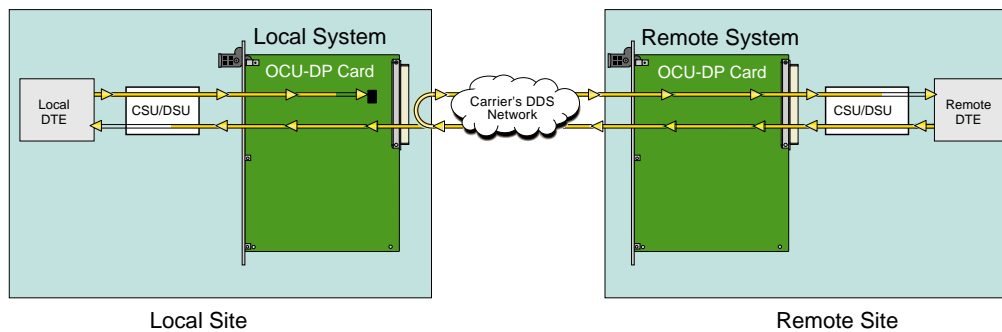 Local System
OCU-DP Card
Local
DTE
CSU/DSU
Carrier's DDS
Network
Remote System
OCU-DP Card
CSU/DSU
Remote
DTE
Local Site
Remote Site